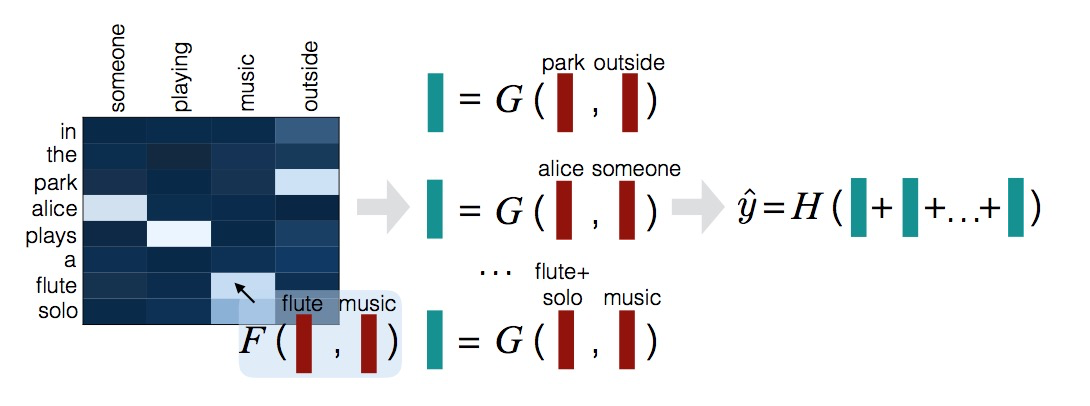 someone
playing
music
outside
in
the
park
alice
plays
a
flute
solo
flute music
F ( , )
park outside
= G ( , )
alice someone
= G ( , )
...
flute+
solo music
= G ( , )
ŷ = H ( + +...+ )